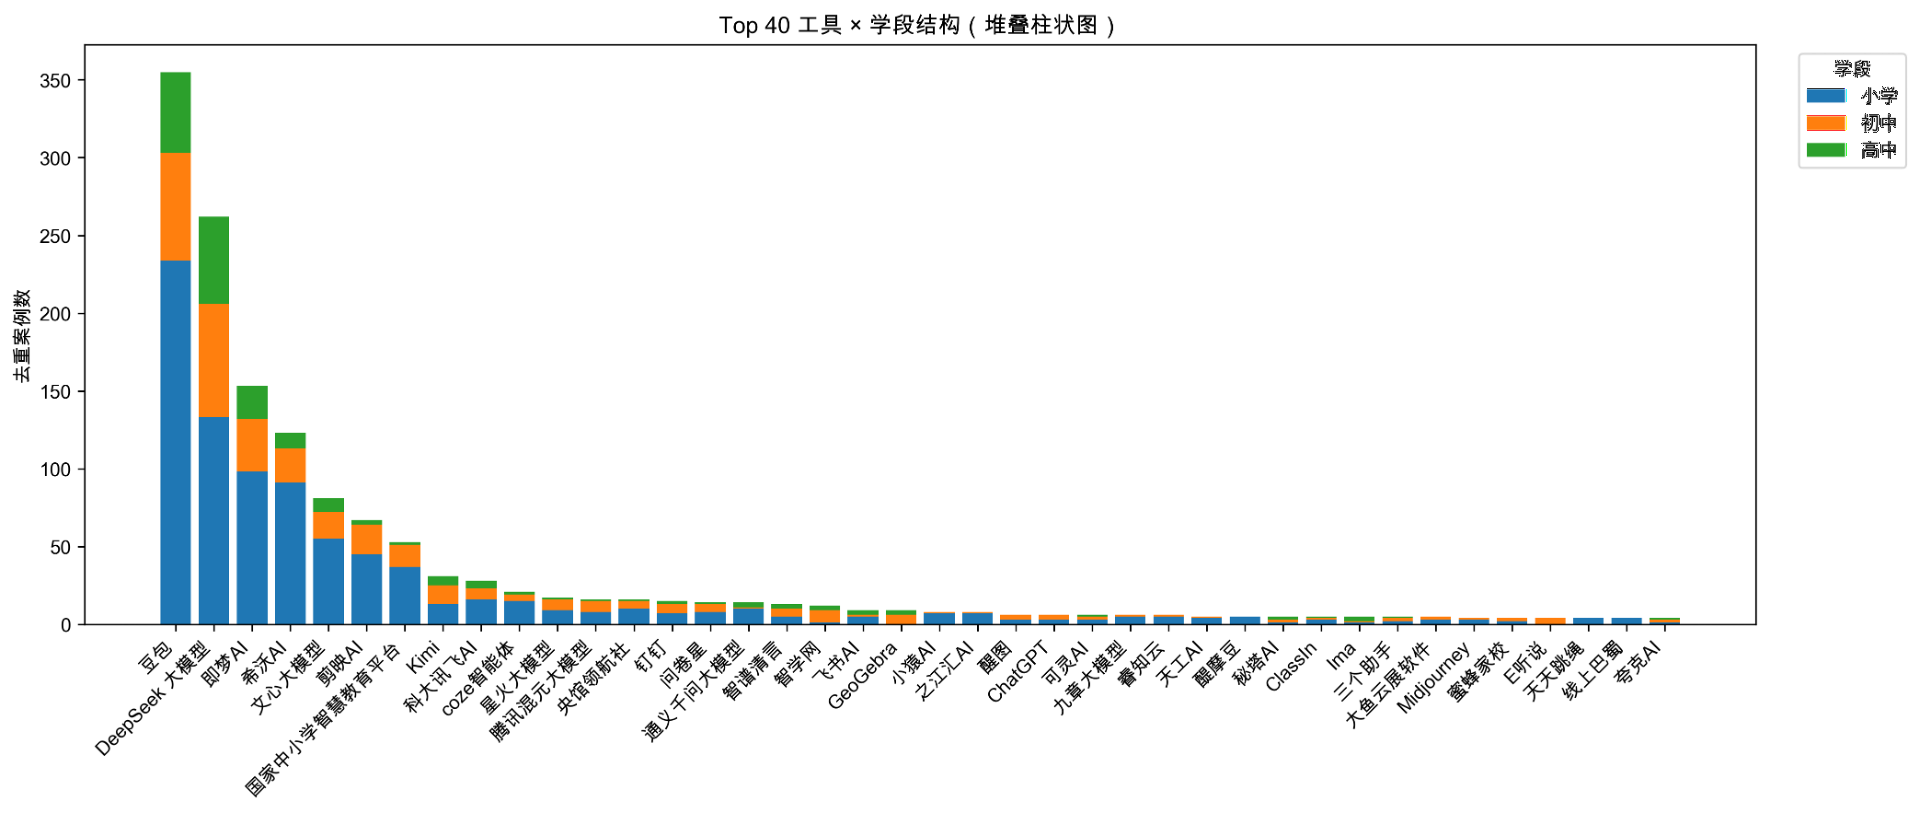 Top 40 工具 × 学段结构（堆叠柱状图）
学段
小学
初中
高中
去重案例数
350
300
250
200
150
100
50
0
豆包
DeepSeek 大模型
即梦AI
希沃AI
文心大模型
剪映AI
国家中小学智慧教育平台
Kimi
科大讯飞AI
coze智能体
星火大模型
腾讯混元大模型
央馆领航社
钉钉
问卷星
通义千问大模型
智谱清言
智学网
飞书AI
GeoGebra
小猿AI
之江汇AI
醒图
ChatGPT
可灵AI
九章大模型
睿知云
天工AI
醍摩豆
秘塔AI
ClassIn
Ima
三个助手
大鱼云展软件
Midjourney
蜜蜂家校
E听说
天天跳绳
线上巴蜀
夸克AI